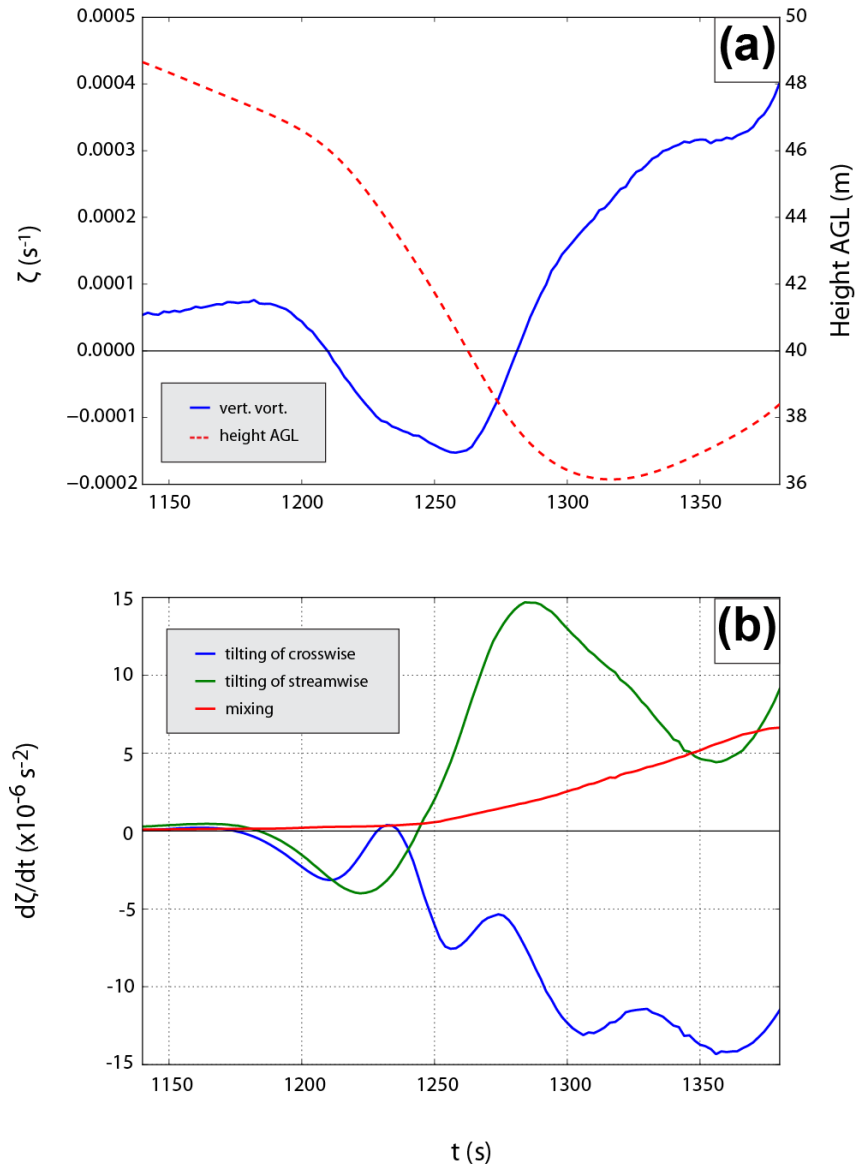 (a)
0.0005
0.0004
0.0003
0.0002
0.0001
0.0000
−0.0001
−0.0002
ζ (s⁻¹)
50
48
46
44
42
40
38
36
Height AGL (m)
vert. vort.
height AGL
1150 1200 1250 1300 1350
(b)
15
10
5
0
-5
-10
-15
dζ/dt (x10⁻⁶ s⁻²)
tilting of crosswise
tilting of streamwise
mixing
1150 1200 1250 1300 1350
t (s)